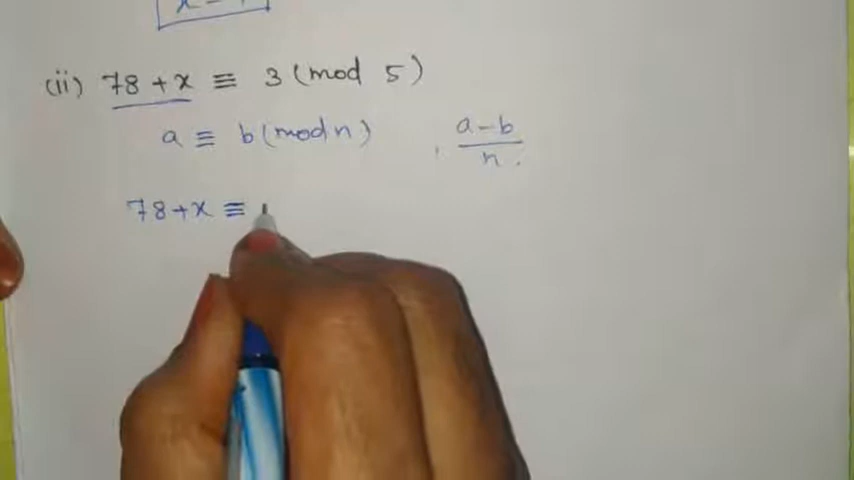 (ii) 78 + x ≡ 3 (mod 5)
a ≡ b (mod n) , a - b / n .
78 + x ≡